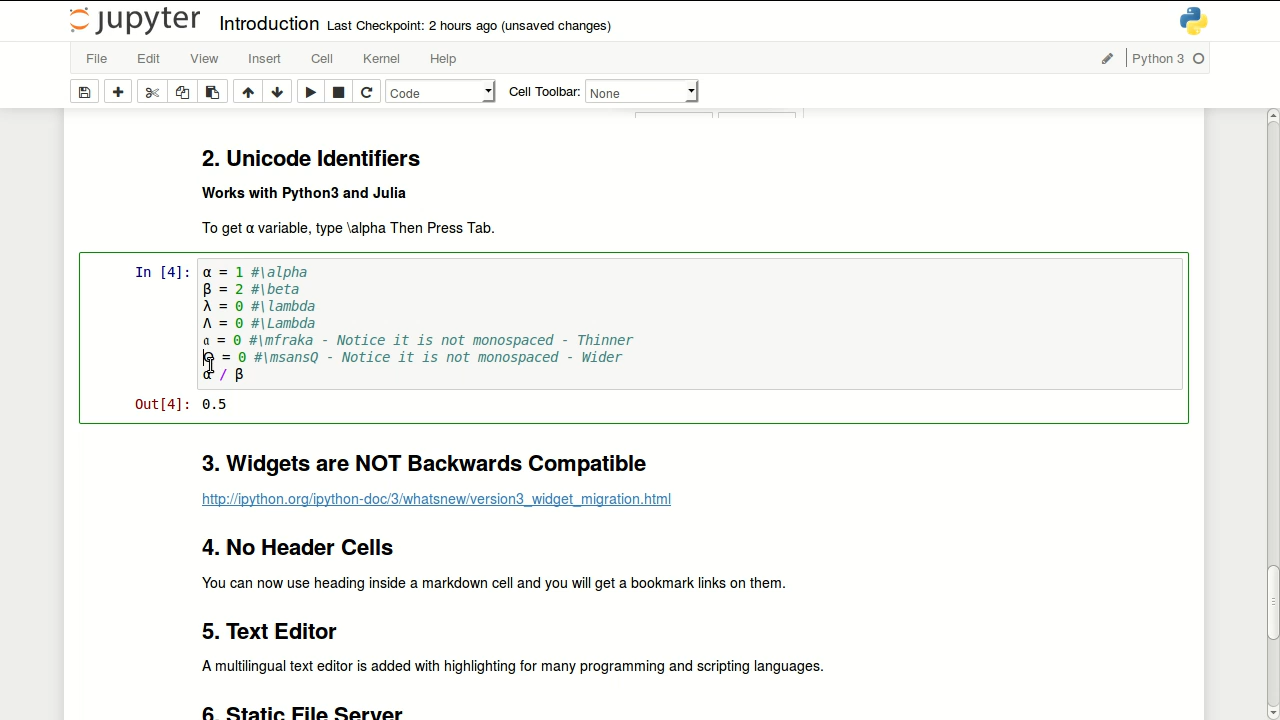 jupyter Introduction Last Checkpoint: 2 hours ago (unsaved changes)
File Edit View Insert Cell Kernel Help Python 3
Code Cell Toolbar: None
2. Unicode Identifiers
Works with Python3 and Julia
To get α variable, type \alpha Then Press Tab.
In [4]: α = 1 #\alpha
β = 2 #\beta
λ = 0 #\lambda
Λ = 0 #\Lambda
𝔞 = 0 #\mfraka - Notice it is not monospaced - Thinner
= 0 #\msansQ - Notice it is not monospaced - Wider
α / β
Out[4]: 0.5
3. Widgets are NOT Backwards Compatible
http://ipython.org/ipython-doc/3/whatsnew/version3_widget_migration.html
4. No Header Cells
You can now use heading inside a markdown cell and you will get a bookmark links on them.
5. Text Editor
A multilingual text editor is added with highlighting for many programming and scripting languages.
6. Static File Server